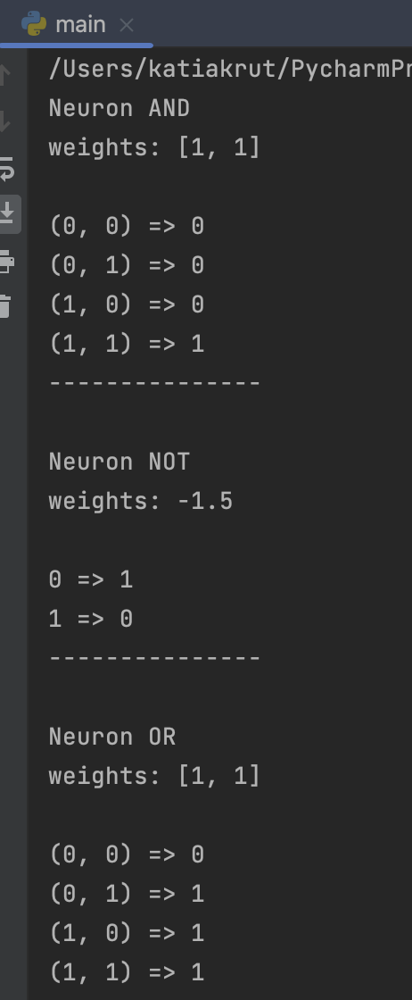 main
/Users/katiakrut/PycharmPr
Neuron AND
weights: [1, 1]
(0, 0) => 0
(0, 1) => 0
(1, 0) => 0
(1, 1) => 1
---------------
Neuron NOT
weights: -1.5
0 => 1
1 => 0
---------------
Neuron OR
weights: [1, 1]
(0, 0) => 0
(0, 1) => 1
(1, 0) => 1
(1, 1) => 1